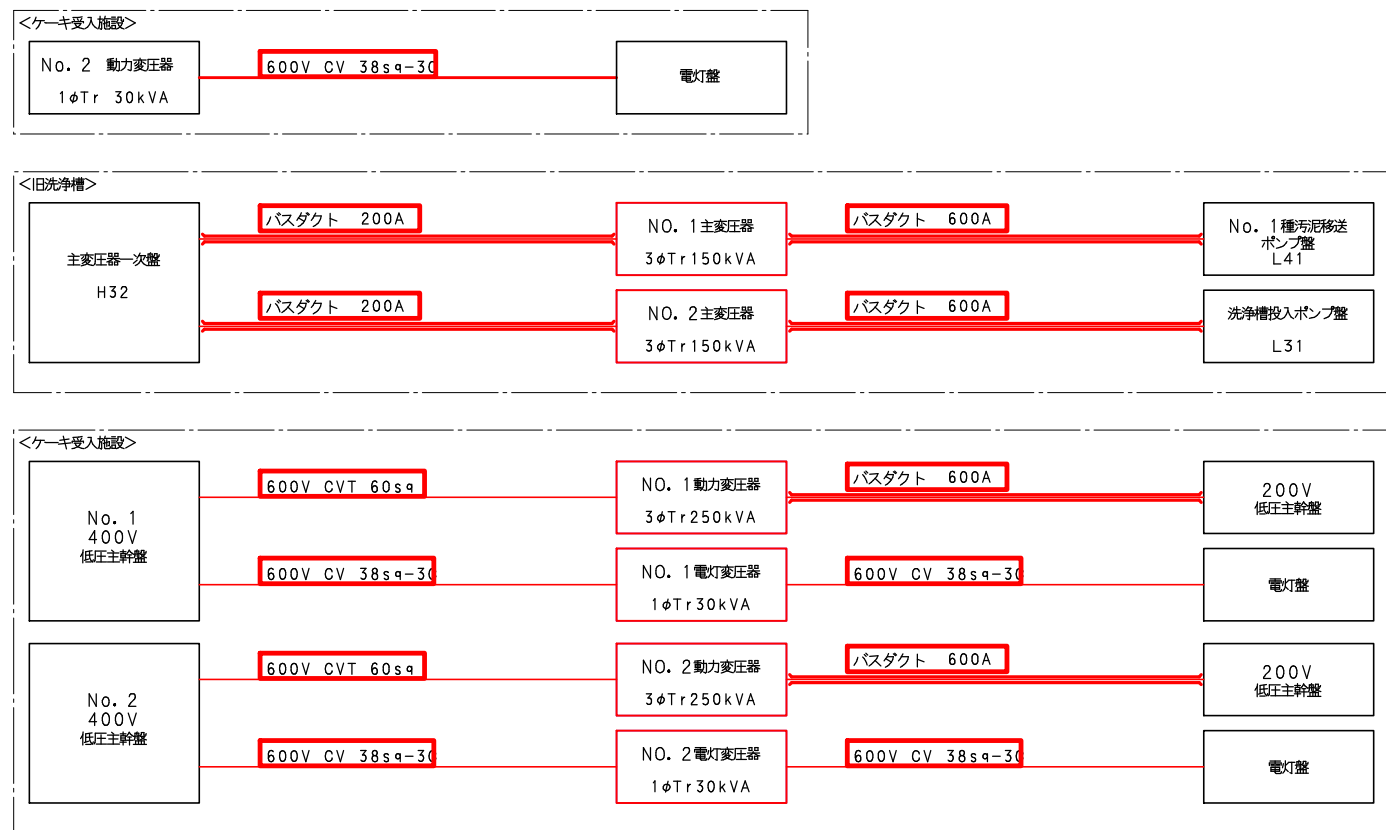 <ケーキ受入施設>
No. 2 動力変圧器
1φTr 30kVA
600V CV 38sq-3C
電灯盤
<旧洗浄槽>
主変圧器一次盤
H32
バスダクト 200A
NO. 1主変圧器
3φTr150kVA
バスダクト 600A
No. 1種汚泥移送
ポンプ盤
L41
バスダクト 200A
NO. 2主変圧器
3φTr150kVA
バスダクト 600A
洗浄槽投入ポンプ盤
L31
<ケーキ受入施設>
No. 1
400V
低圧主幹盤
600V CVT 60sq
NO. 1動力変圧器
3φTr250kVA
バスダクト 600A
200V
低圧主幹盤
600V CV 38sq-3C
NO. 1電灯変圧器
1φTr30kVA
600V CV 38sq-3C
電灯盤
No. 2
400V
低圧主幹盤
600V CVT 60sq
NO. 2動力変圧器
3φTr250kVA
バスダクト 600A
200V
低圧主幹盤
600V CV 38sq-3C
NO. 2電灯変圧器
1φTr30kVA
600V CV 38sq-3C
電灯盤